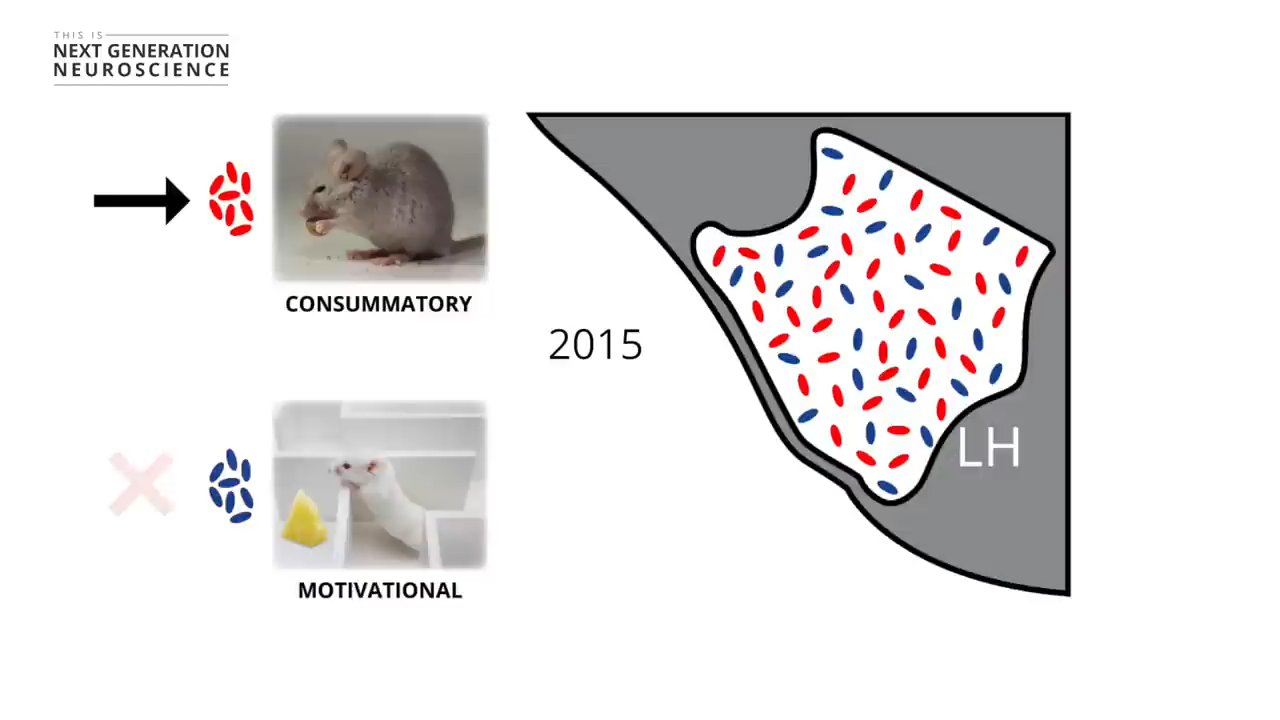 THIS IS
NEXT GENERATION
NEUROSCIENCE
CONSUMMATORY
2015
LH
MOTIVATIONAL